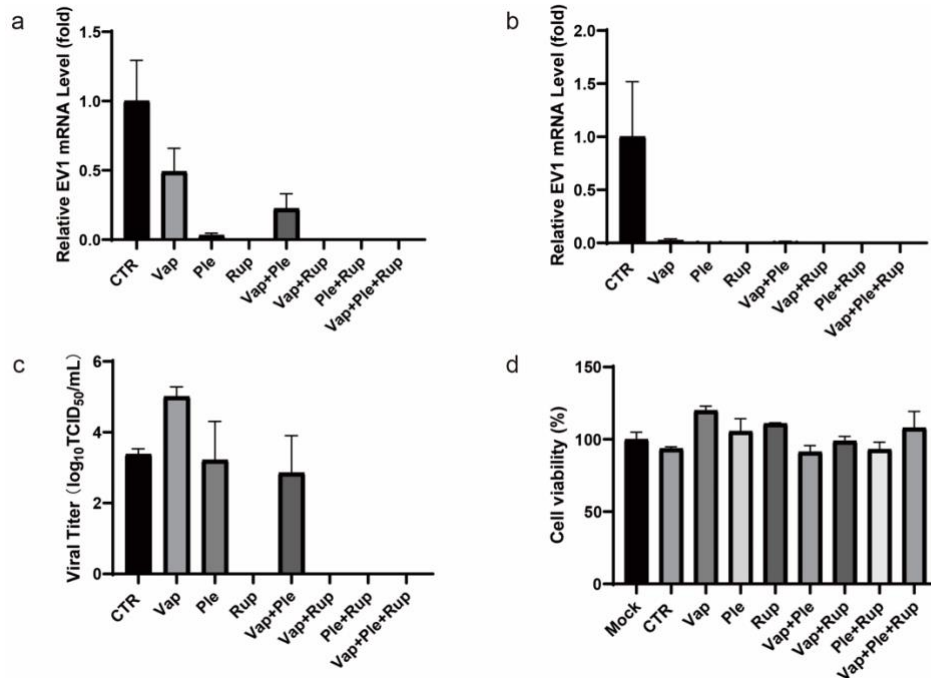 a
Relative EV1 mRNA Level (fold)
1.5
1.0
0.5
0.0
CTR
Vap
Ple
Rup
Vap+Ple
Vap+Rup
Ple+Rup
Vap+Ple+Rup
b
Relative EV1 mRNA Level (fold)
2.0
1.5
1.0
0.5
0.0
CTR
Vap
Ple
Rup
Vap+Ple
Vap+Rup
Ple+Rup
Vap+Ple+Rup
c
Viral Titer（log10TCID50/mL)
6
4
2
0
CTR
Vap
Ple
Rup
Vap+Ple
Vap+Rup
Ple+Rup
Vap+Ple+Rup
d
Cell viability (%)
150
100
50
0
Mock
CTR
Vap
Ple
Rup
Vap+Ple
Vap+Rup
Ple+Rup
Vap+Ple+Rup